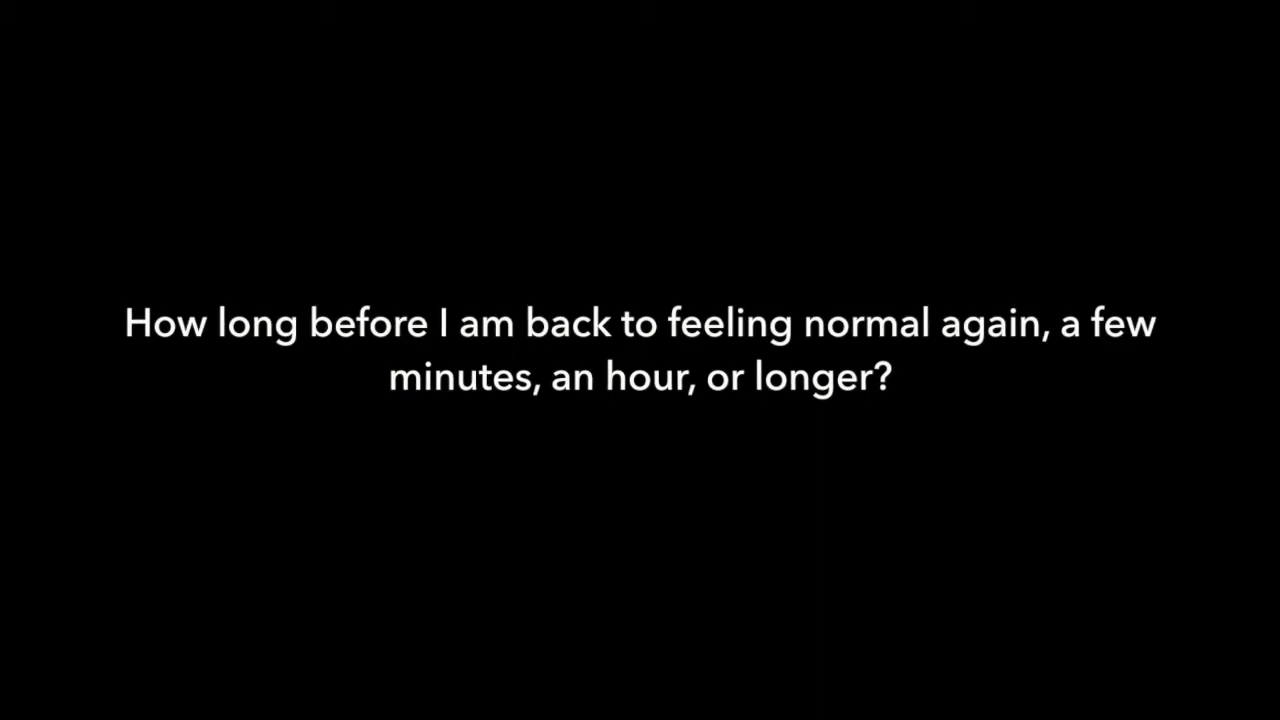 How long before I am back to feeling normal again, a few
minutes, an hour, or longer?